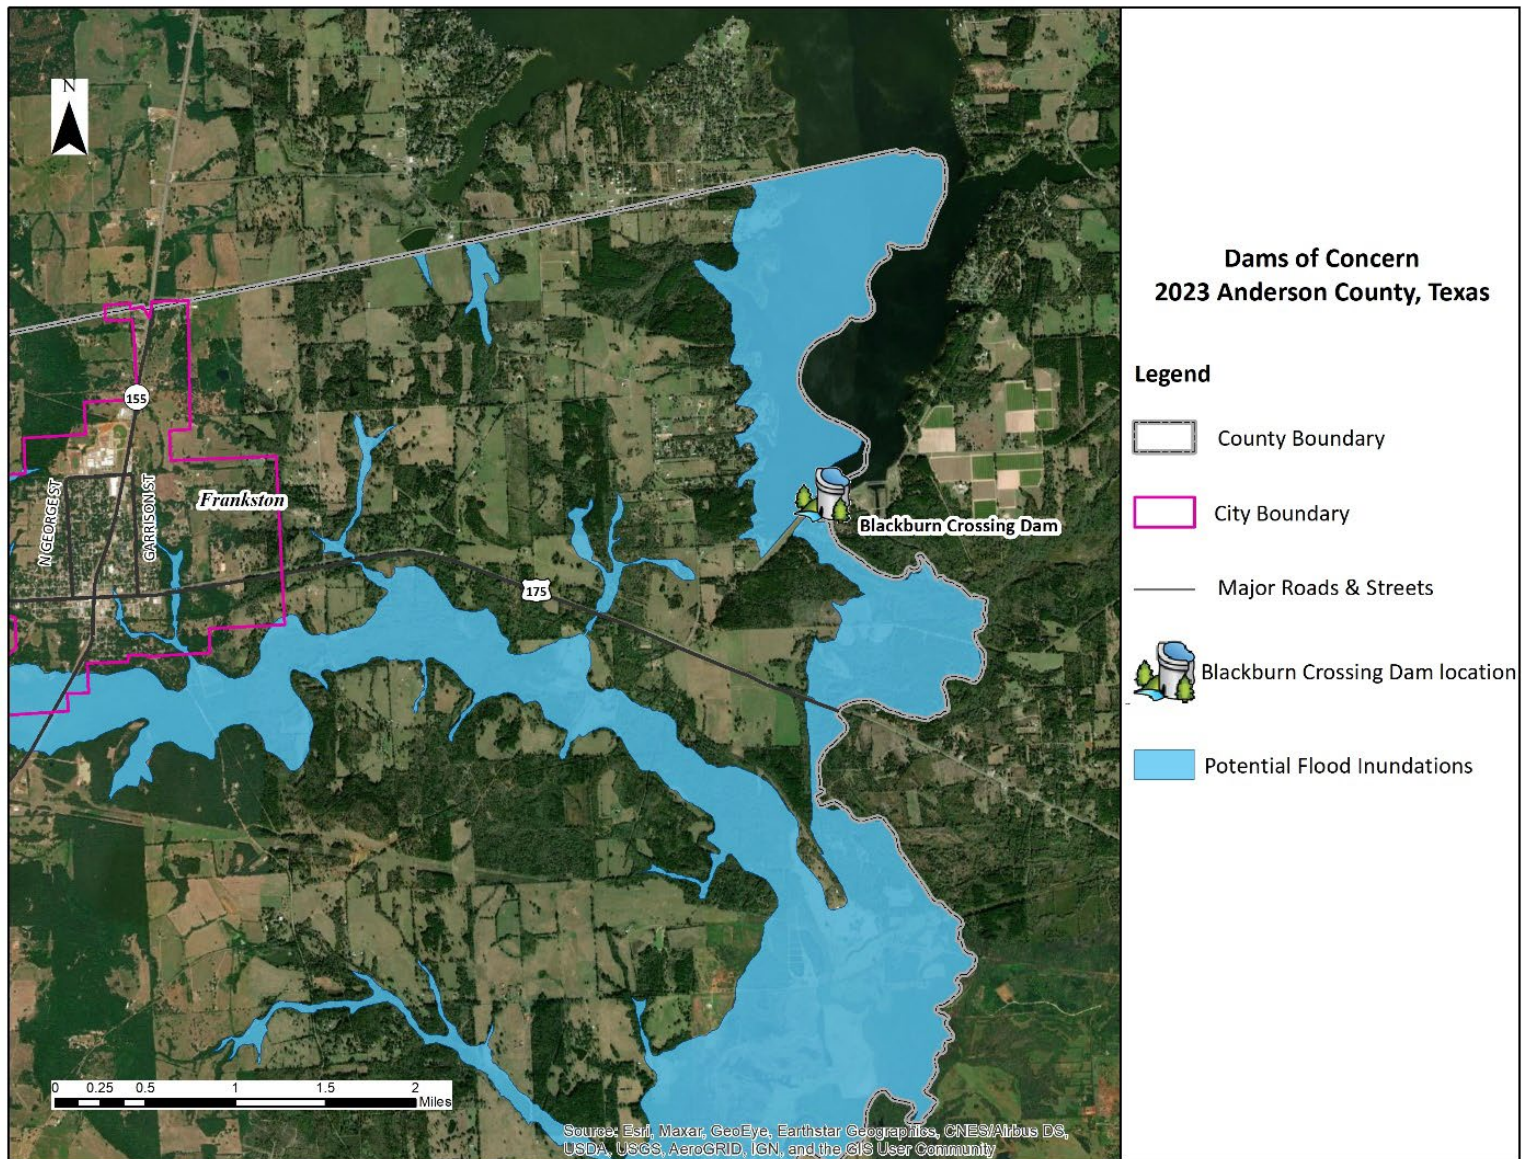 N
155
N GEORGE ST
GARRISON ST
Frankston
175
Blackburn Crossing Dam
0 0.25 0.5 1 1.5 2
Miles
Source: Esri, Maxar, GeoEye, Earthstar Geographics, CNES/Airbus DS,
USDA, USGS, AeroGRID, IGN, and the GIS User Community
Dams of Concern
2023 Anderson County, Texas
Legend
County Boundary
City Boundary
Major Roads & Streets
Blackburn Crossing Dam location
Potential Flood Inundations